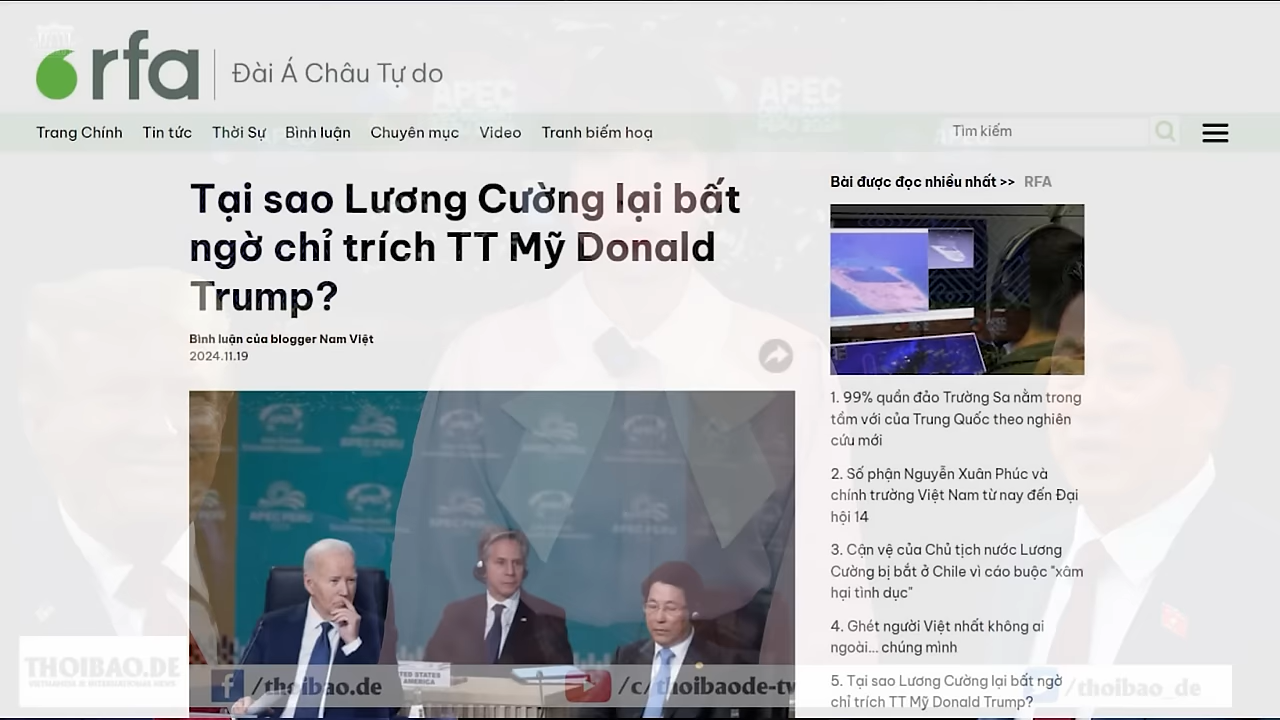 rfa
Đài Á Châu Tự do
Trang Chính Tin tức Thời Sự Bình luận Chuyên mục Video Tranh biếm hoạ
Tìm kiếm
Tại sao Lương Cường lại bất
ngờ chỉ trích TT Mỹ Donald
Trump?
Bình luận của blogger Nam Việt
2024.11.19
Bài được đọc nhiều nhất >> RFA
1. 99% quần đảo Trường Sa nằm trong
tầm với của Trung Quốc theo nghiên
cứu mới
2. Số phận Nguyễn Xuân Phúc và
chính trường Việt Nam từ nay đến Đại
hội 14
3. Cận vệ của Chủ tịch nước Lương
Cường bị bắt ở Chile vì cáo buộc "xâm
hại tình dục"
4. Ghét người Việt nhất không ai
ngoài... chúng mình
5. Tại sao Lương Cường lại bất ngờ
chỉ trích TT Mỹ Donald Trump?
APEC
APEC
THOIBAO.DE
/thoibao.de
/c/thoibaode-tv
/thoibao_de